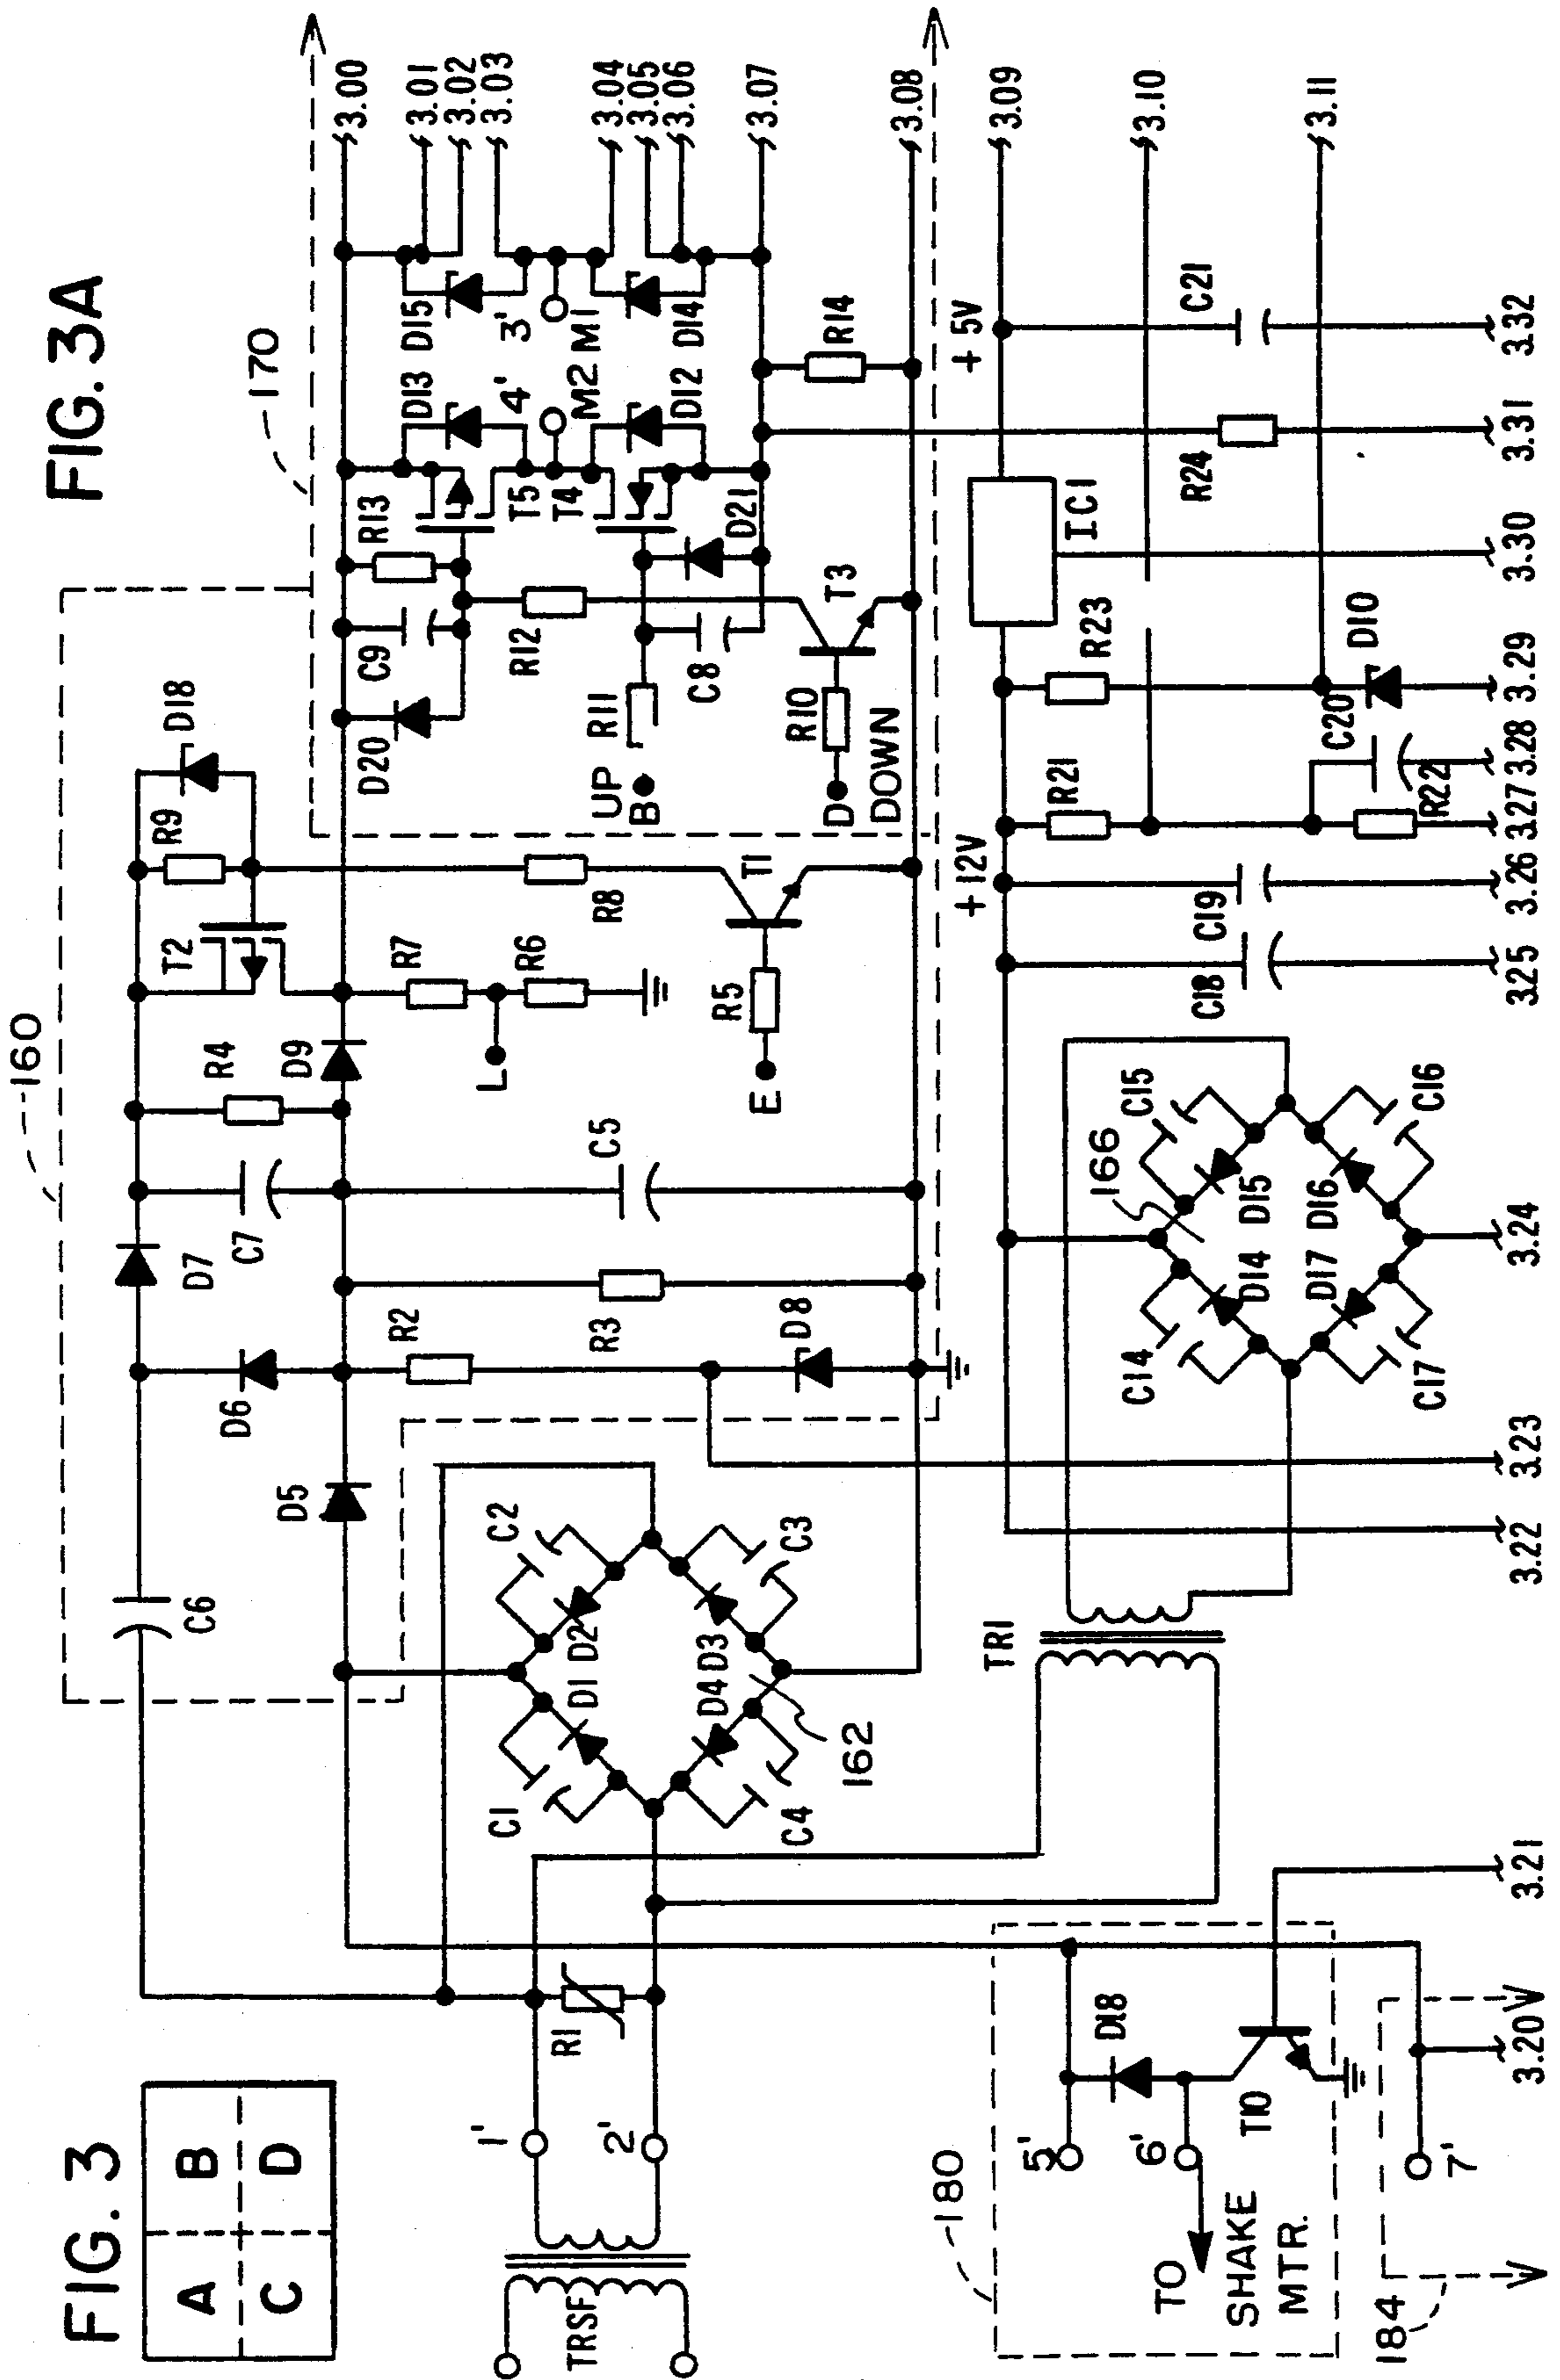 FIG. 3
A B
C D
FIG. 3A
160
170
D18
R9
T2
R4
D7
C7
D6
C6
D9
D5
C5
R2
R3
D8
R7
R6
L
R5
E
R8
T1
D20
C9
R13
R12
T5
T4
D13
4'
M2
D12
D15
3'
M1
D14
UP
B
R11
C8
D21
R10
D
DOWN
T3
R14
3.00
3.01
3.02
3.03
3.04
3.05
3.06
3.07
3.08
3.09
3.10
3.11
TRSF
1'
2'
R1
C1
C2
D1
D2
D4
D3
C4
C3
162
TR1
C14
C15
D14
D15
D17
D16
C17
C16
166
+12V
+5V
IC1
C18
C19
R21
R22
C20
R23
D10
R24
C21
180
5'
6'
TO
SHAKE
MTR.
D18
T10
184
7'
3.20
3.21
3.22
3.23
3.24
3.25
3.26
3.27
3.28
3.29
3.30
3.31
3.32